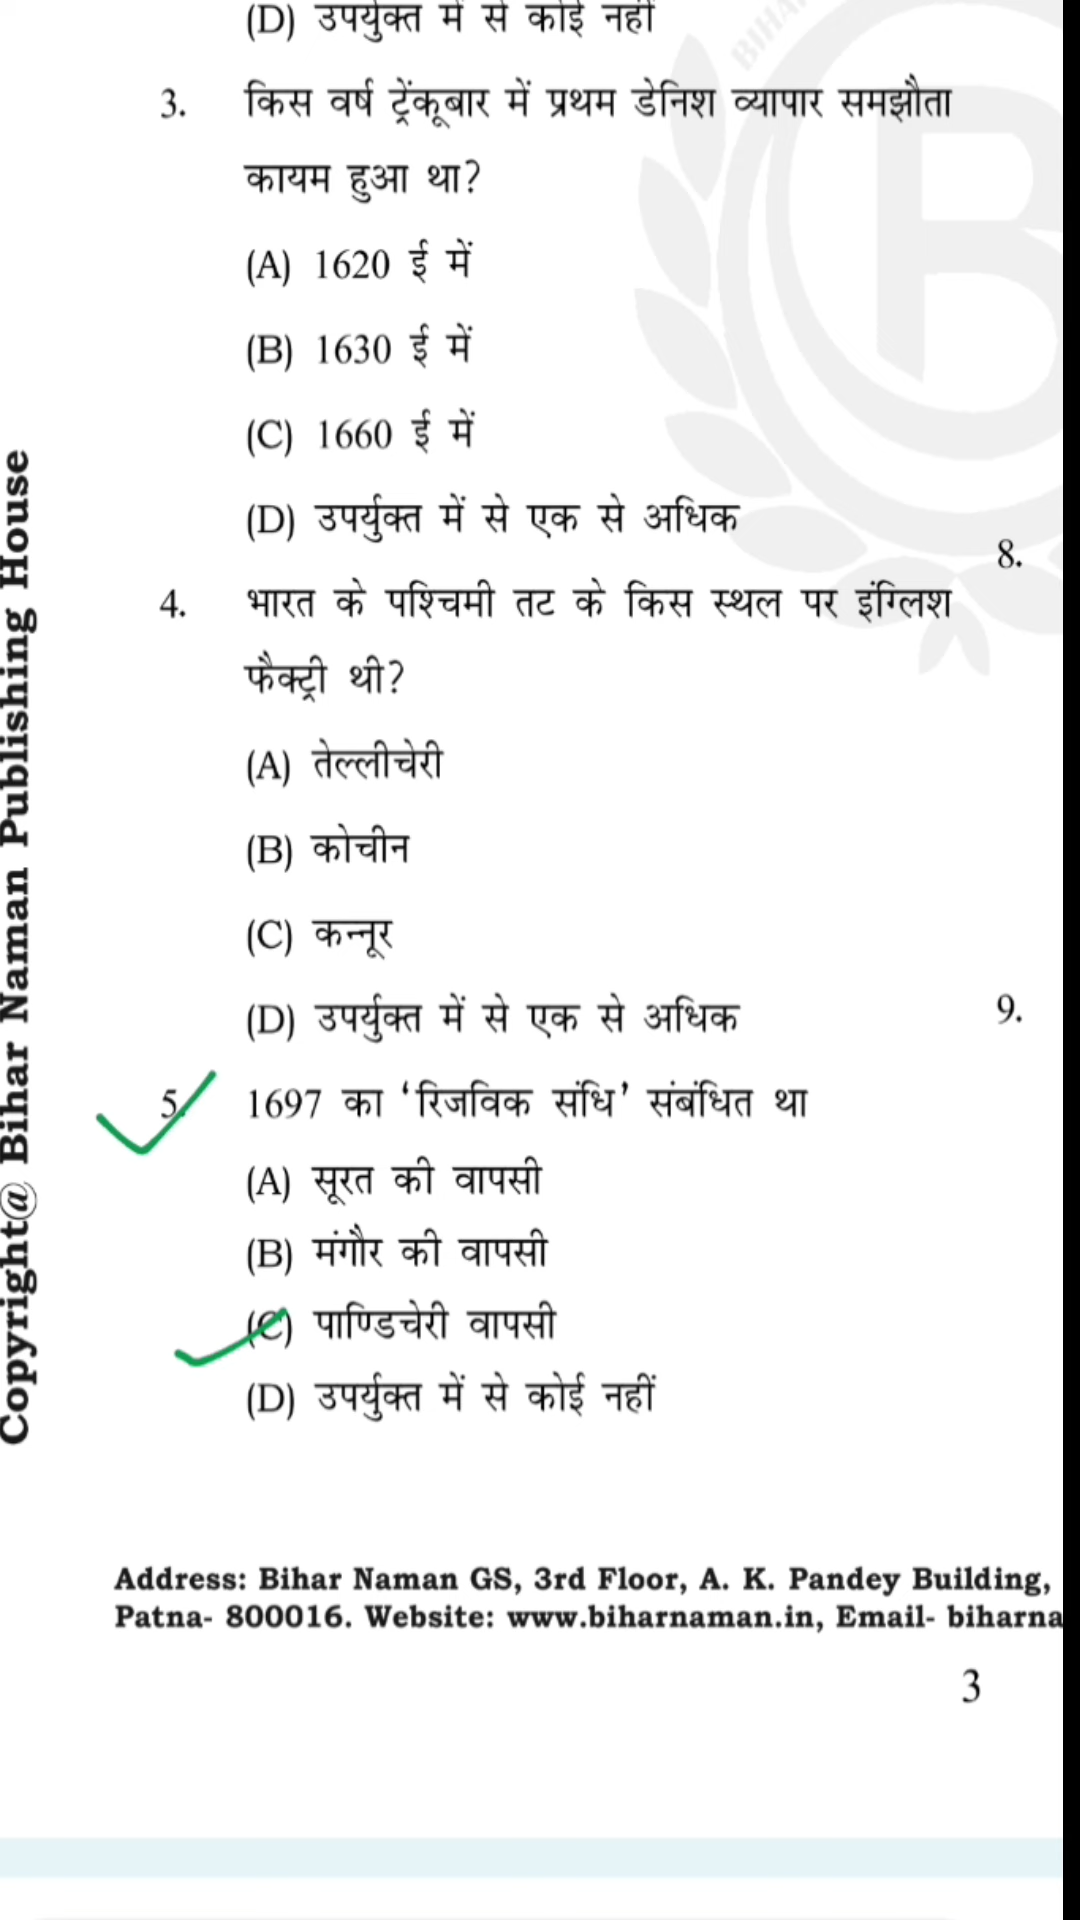 (D) उपर्युक्त में से कोई नहीं
3. किस वर्ष ट्रेंकूबार में प्रथम डेनिश व्यापार समझौता
कायम हुआ था?
(A) 1620 ई में
(B) 1630 ई में
(C) 1660 ई में
(D) उपर्युक्त में से एक से अधिक
4. भारत के पश्चिमी तट के किस स्थल पर इंग्लिश
फैक्ट्री थी?
(A) तेल्लीचेरी
(B) कोचीन
(C) कन्नूर
(D) उपर्युक्त में से एक से अधिक
5. 1697 का ‘रिजविक संधि’ संबंधित था
(A) सूरत की वापसी
(B) मंगौर की वापसी
(C) पाण्डिचेरी वापसी
(D) उपर्युक्त में से कोई नहीं
8.
9.
Copyright@ Bihar Naman Publishing House
Address: Bihar Naman GS, 3rd Floor, A. K. Pandey Building,
Patna- 800016. Website: www.biharnaman.in, Email- biharna
3
BIHA
B